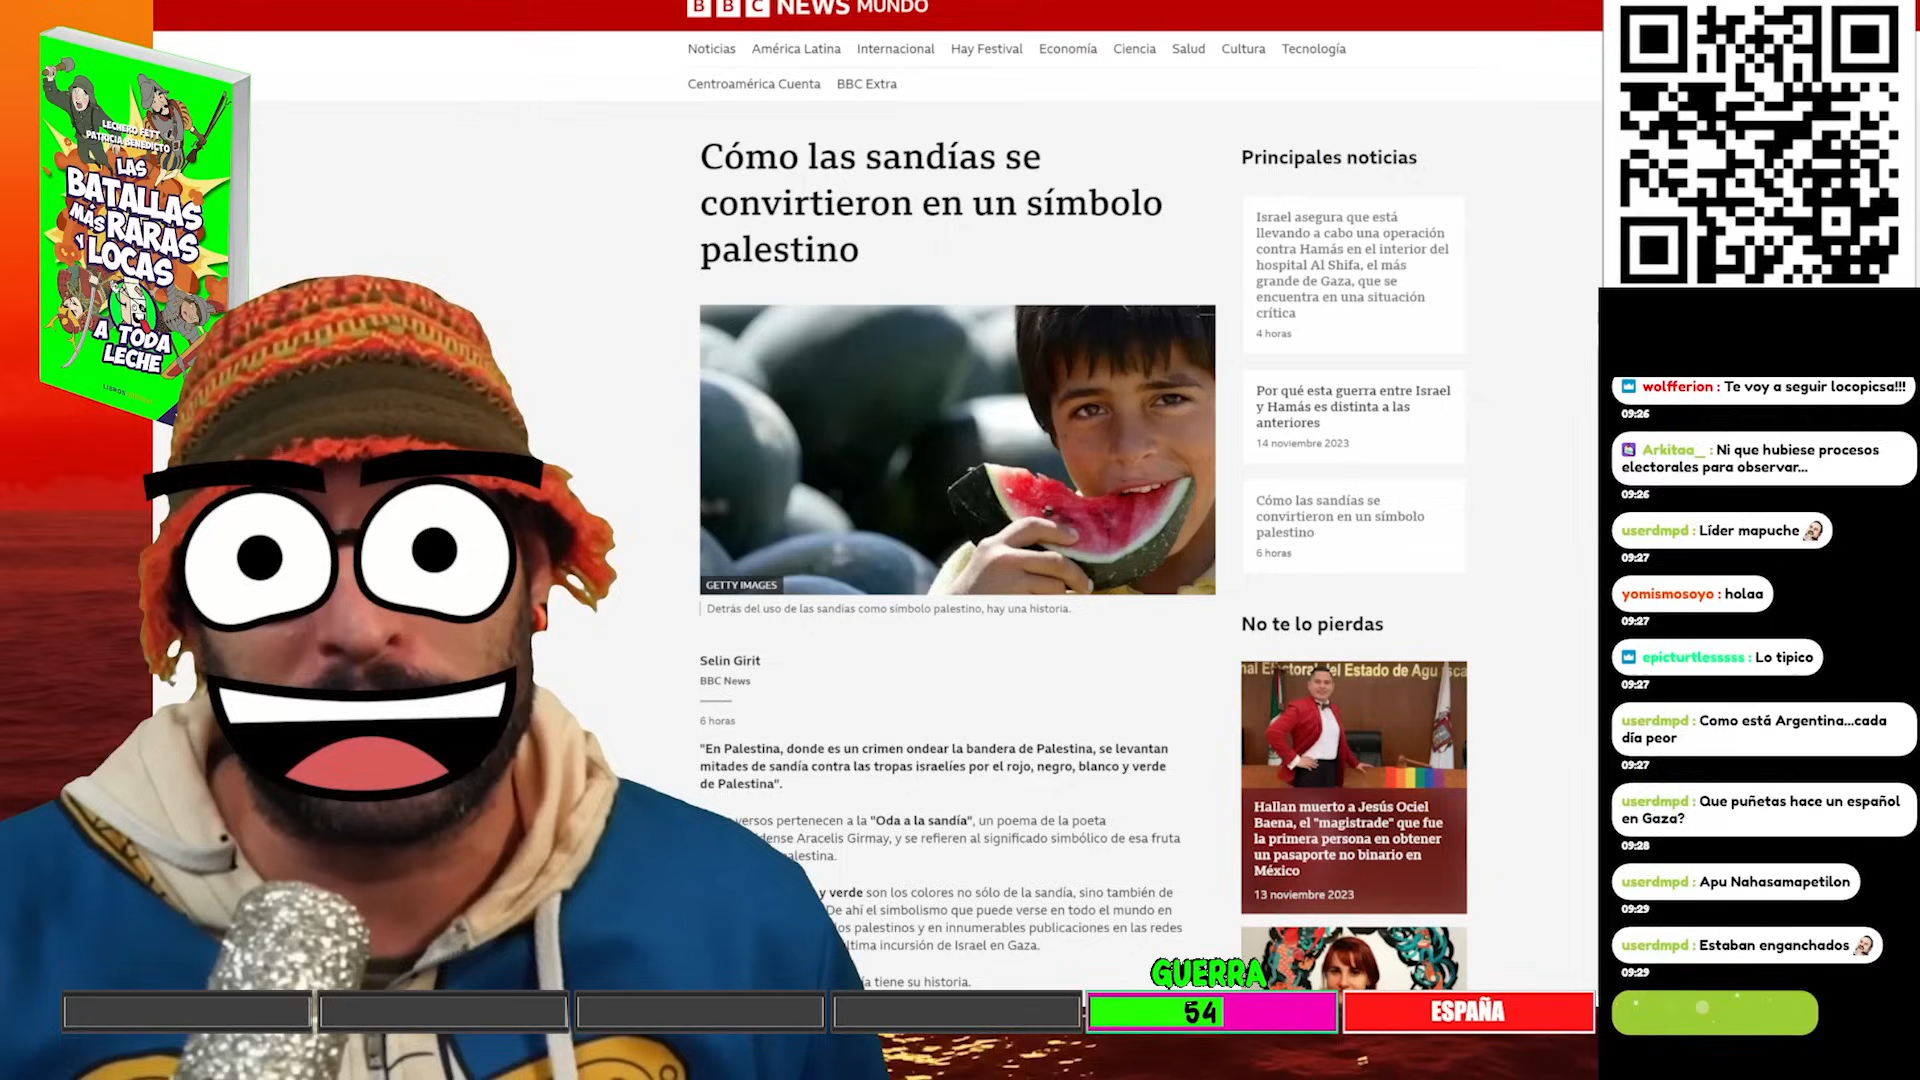 BBC NEWS MUNDO
Noticias América Latina Internacional Hay Festival Economía Ciencia Salud Cultura Tecnología
Centroamérica Cuenta BBC Extra
LECHERO FETT
PATRICIA BENEDICTO
LAS
BATALLAS
MÁS RARAS
Y LOCAS
A TODA
LECHE
Cómo las sandías se
convirtieron en un símbolo
palestino
GETTY IMAGES
Detrás del uso de las sandías como símbolo palestino, hay una historia.
Selin Girit
BBC News
6 horas
"En Palestina, donde es un crimen ondear la bandera de Palestina, se levantan
mitades de sandía contra las tropas israelíes por el rojo, negro, blanco y verde
de Palestina".
versos pertenecen a la "Oda a la sandía", un poema de la poeta
dense Aracelis Girmay, y se refieren al significado simbólico de esa fruta
alestina.
y verde son los colores no sólo de la sandía, sino también de
De ahí el simbolismo que puede verse en todo el mundo en
los palestinos y en innumerables publicaciones en las redes
ltima incursión de Israel en Gaza.
a tiene su historia.
Principales noticias
Israel asegura que está
llevando a cabo una operación
contra Hamás en el interior del
hospital Al Shifa, el más
grande de Gaza, que se
encuentra en una situación
crítica
4 horas
Por qué esta guerra entre Israel
y Hamás es distinta a las
anteriores
14 noviembre 2023
Cómo las sandías se
convirtieron en un símbolo
palestino
6 horas
No te lo pierdas
nal Electoral del Estado de Agu sca
Hallan muerto a Jesús Ociel
Baena, el "magistrade" que fue
la primera persona en obtener
un pasaporte no binario en
México
13 noviembre 2023
wolfferion : Te voy a seguir locopicsa!!!
09:26
Arkitaa_ : Ni que hubiese procesos
electorales para observar...
09:26
userdmpd : Líder mapuche
09:27
yomismosoyo : holaa
09:27
epicturtlesssss : Lo tipico
09:27
userdmpd : Como está Argentina...cada
día peor
09:27
userdmpd : Que puñetas hace un español
en Gaza?
09:28
userdmpd : Apu Nahasamapetilon
09:29
userdmpd : Estaban enganchados
09:29
GUERRA
54
ESPAÑA